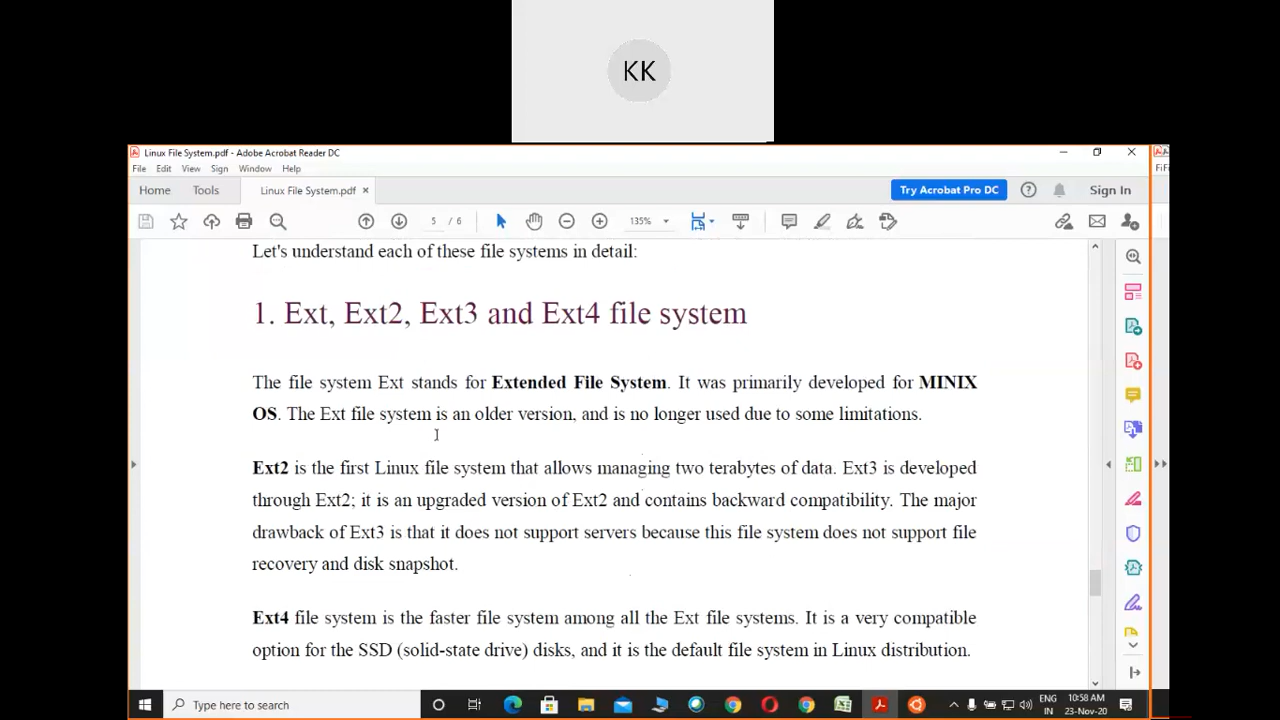 KK
Linux File System.pdf - Adobe Acrobat Reader DC
File Edit View Sign Window Help
Home Tools Linux File System.pdf × Try Acrobat Pro DC Sign In
5 / 6 135%
Let's understand each of these file systems in detail:
1. Ext, Ext2, Ext3 and Ext4 file system
The file system Ext stands for Extended File System. It was primarily developed for MINIX
OS. The Ext file system is an older version, and is no longer used due to some limitations.
Ext2 is the first Linux file system that allows managing two terabytes of data. Ext3 is developed
through Ext2; it is an upgraded version of Ext2 and contains backward compatibility. The major
drawback of Ext3 is that it does not support servers because this file system does not support file
recovery and disk snapshot.
Ext4 file system is the faster file system among all the Ext file systems. It is a very compatible
option for the SSD (solid-state drive) disks, and it is the default file system in Linux distribution.
Type here to search
ENG 10:58 AM
IN 23-Nov-20